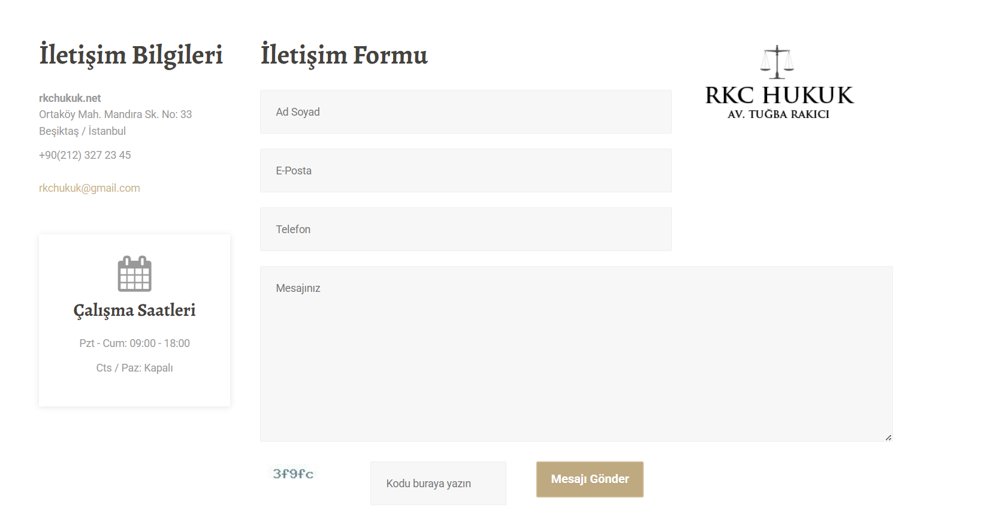 İletişim Bilgileri
rkchukuk.net
Ortaköy Mah. Mandıra Sk. No: 33
Beşiktaş / İstanbul
+90(212) 327 23 45
rkchukuk@gmail.com
Çalışma Saatleri
Pzt - Cum: 09:00 - 18:00
Cts / Paz: Kapalı
İletişim Formu
Ad Soyad
E-Posta
Telefon
Mesajınız
3f9fc
Kodu buraya yazın
Mesajı Gönder
RKC HUKUK
AV. TUĞBA RAKICI